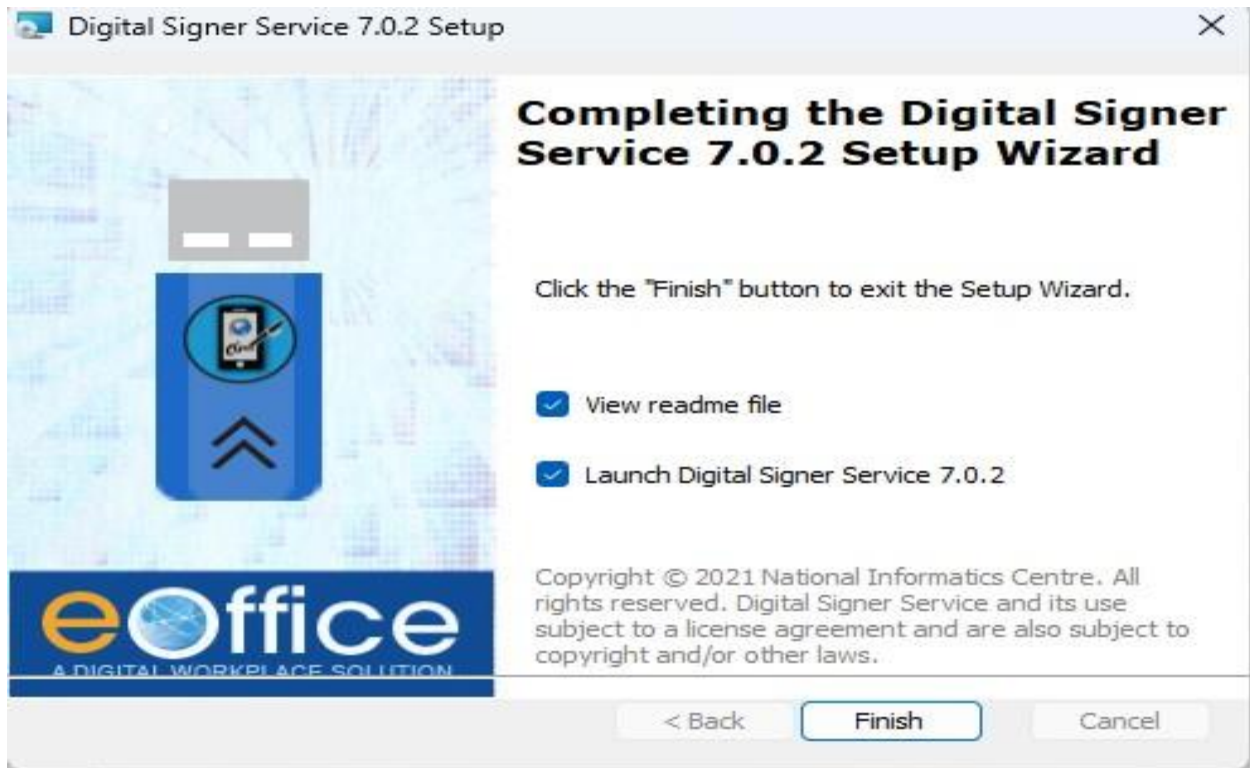 Digital Signer Service 7.0.2 Setup
Completing the Digital Signer
Service 7.0.2 Setup Wizard
Click the "Finish" button to exit the Setup Wizard.
View readme file
Launch Digital Signer Service 7.0.2
Copyright © 2021 National Informatics Centre. All
rights reserved. Digital Signer Service and its use
subject to a license agreement and are also subject to
copyright and/or other laws.
eOffice
A DIGITAL WORKPLACE SOLUTION
< Back
Finish
Cancel